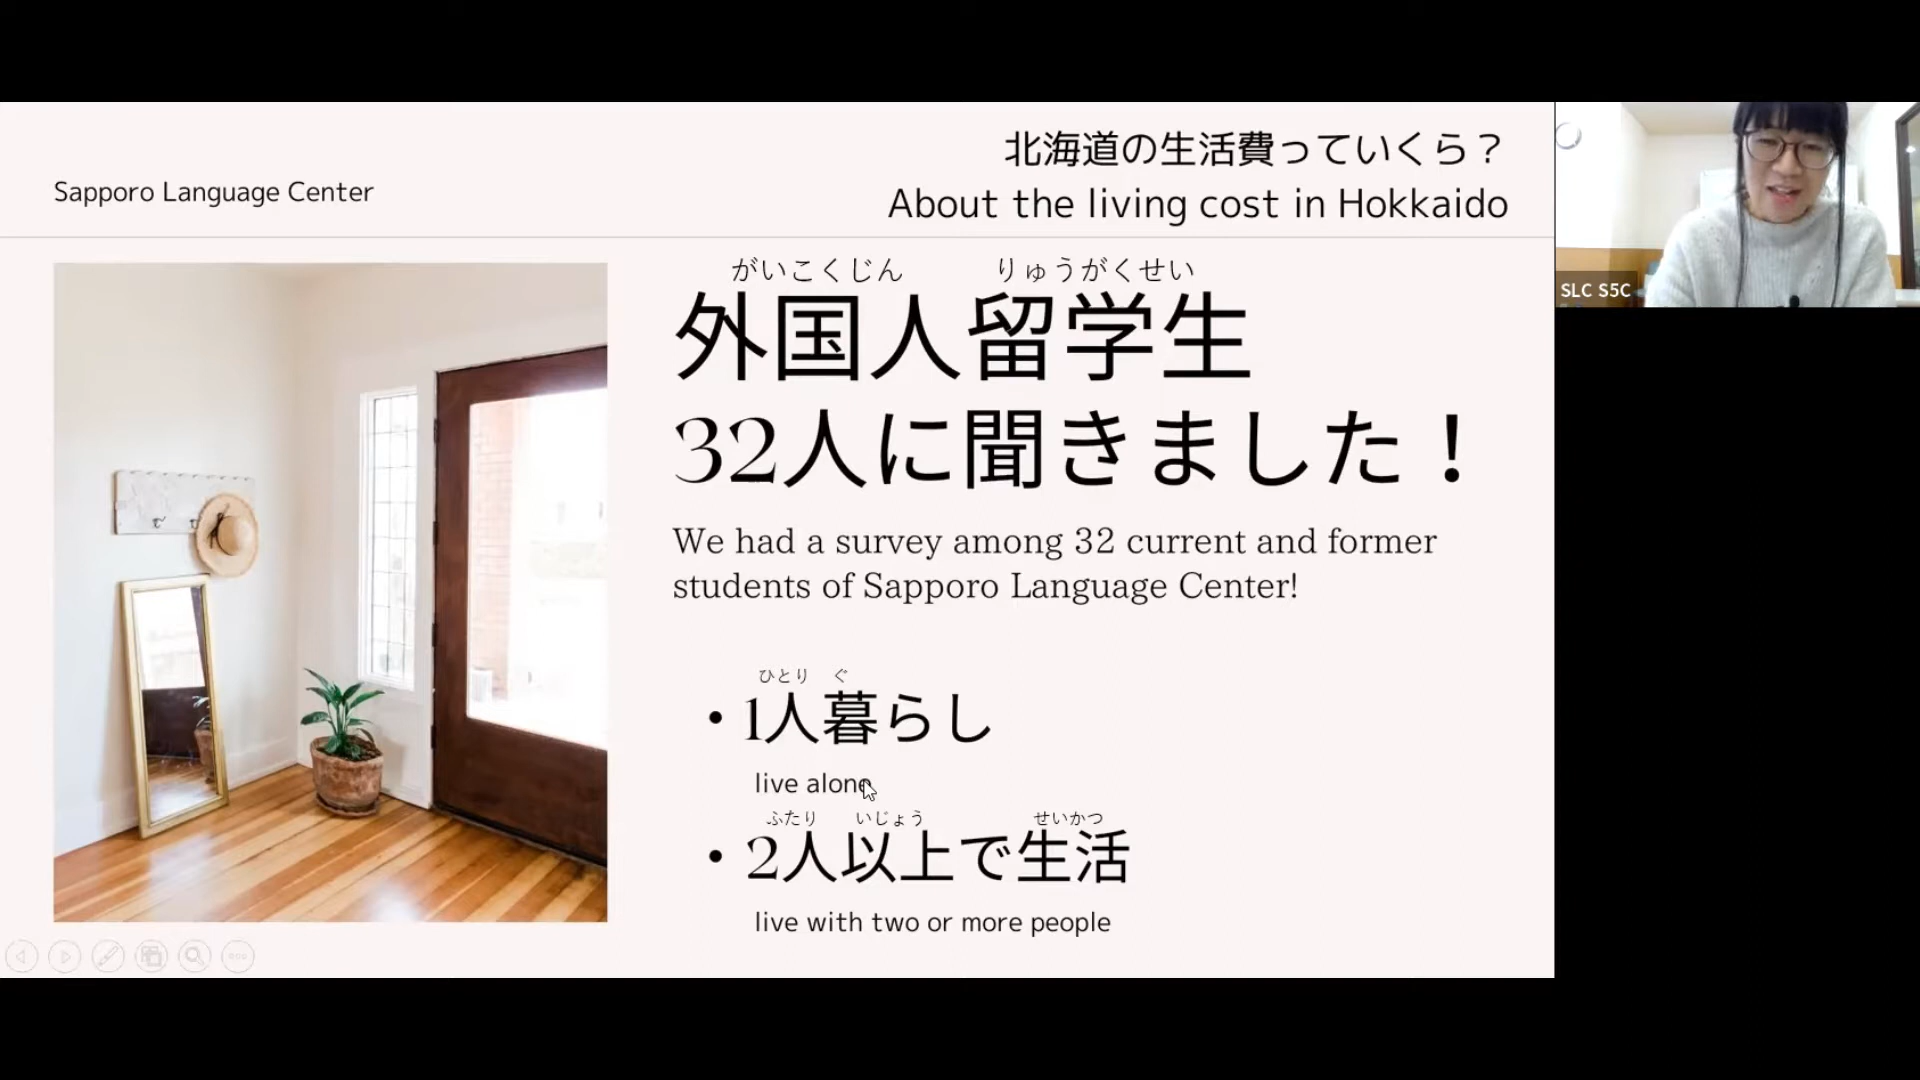 Sapporo Language Center
北海道の生活費っていくら？
About the living cost in Hokkaido
がいこくじん りゅうがくせい
外国人留学生
32人に聞きました！
We had a survey among 32 current and former
students of Sapporo Language Center!
ひとり ぐ
・1人暮らし
live alone
ふたり いじょう せいかつ
・2人以上で生活
live with two or more people
SLC S5C